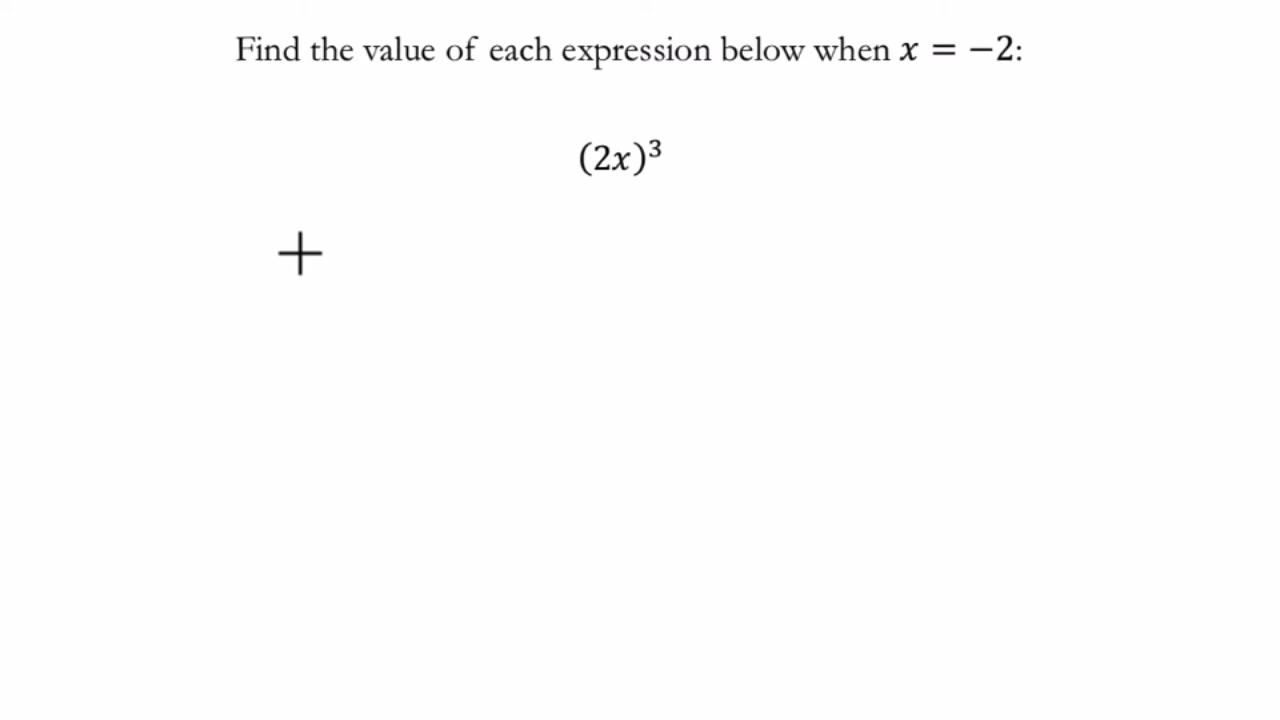 Find the value of each expression below when 𝑥 = −2:
(2𝑥)³